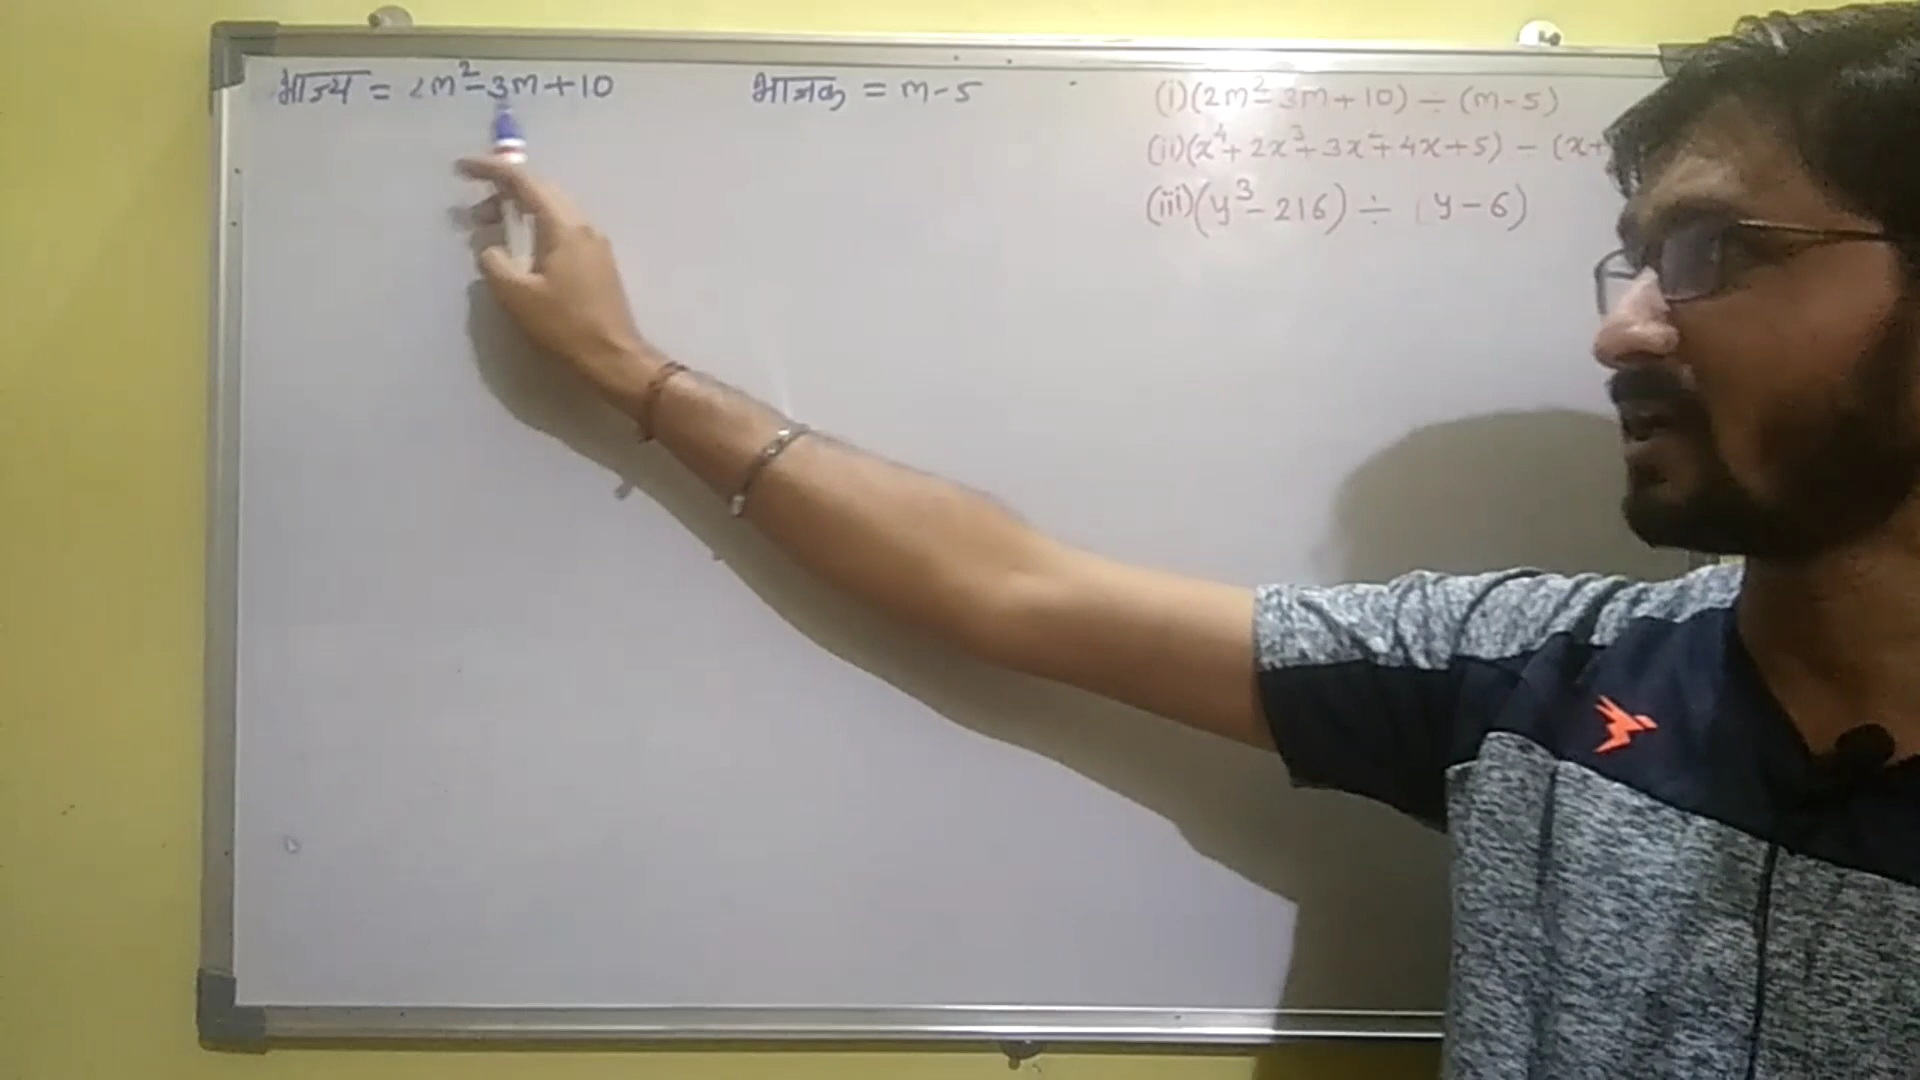 भाज्य = 2m²-3m+10 भाजक = m-5
(i)(2m²-3m+10) ÷ (m-5)
(ii)(x⁴+2x³+3x²+4x+5) ÷ (x+
(iii)(y³-216) ÷ (y-6)